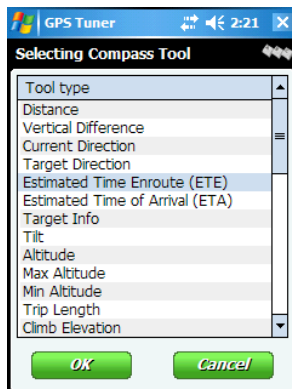 GPS Tuner 2:21
Selecting Compass Tool
Tool type
Distance
Vertical Difference
Current Direction
Target Direction
Estimated Time Enroute (ETE)
Estimated Time of Arrival (ETA)
Target Info
Tilt
Altitude
Max Altitude
Min Altitude
Trip Length
Climb Elevation
OK Cancel